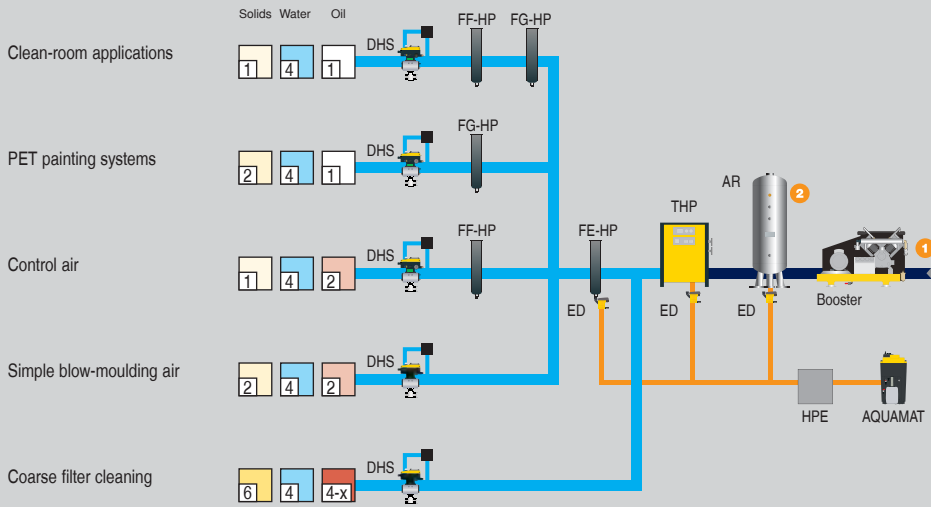 Solids Water Oil
Clean-room applications
1 4 1
DHS
FF-HP
FG-HP
PET painting systems
2 4 1
DHS
FG-HP
Control air
1 4 2
DHS
FF-HP
FE-HP
ED
THP
ED
AR
2
ED
1
Booster
Simple blow-moulding air
2 4 2
DHS
HPE
AQUAMAT
Coarse filter cleaning
6 4 4-x
DHS